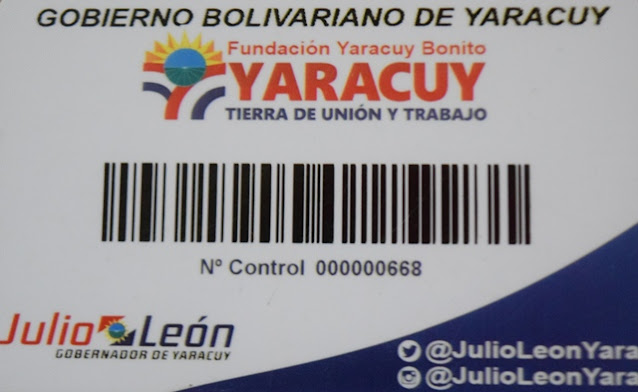 GOBIERNO BOLIVARIANO DE YARACUY
Fundación Yaracuy Bonito
YARACUY
TIERRA DE UNIÓN Y TRABAJO
Nº Control 000000668
Julio León
GOBERNADOR DE YARACUY
@JulioLeonYara
@JulioLeonYara